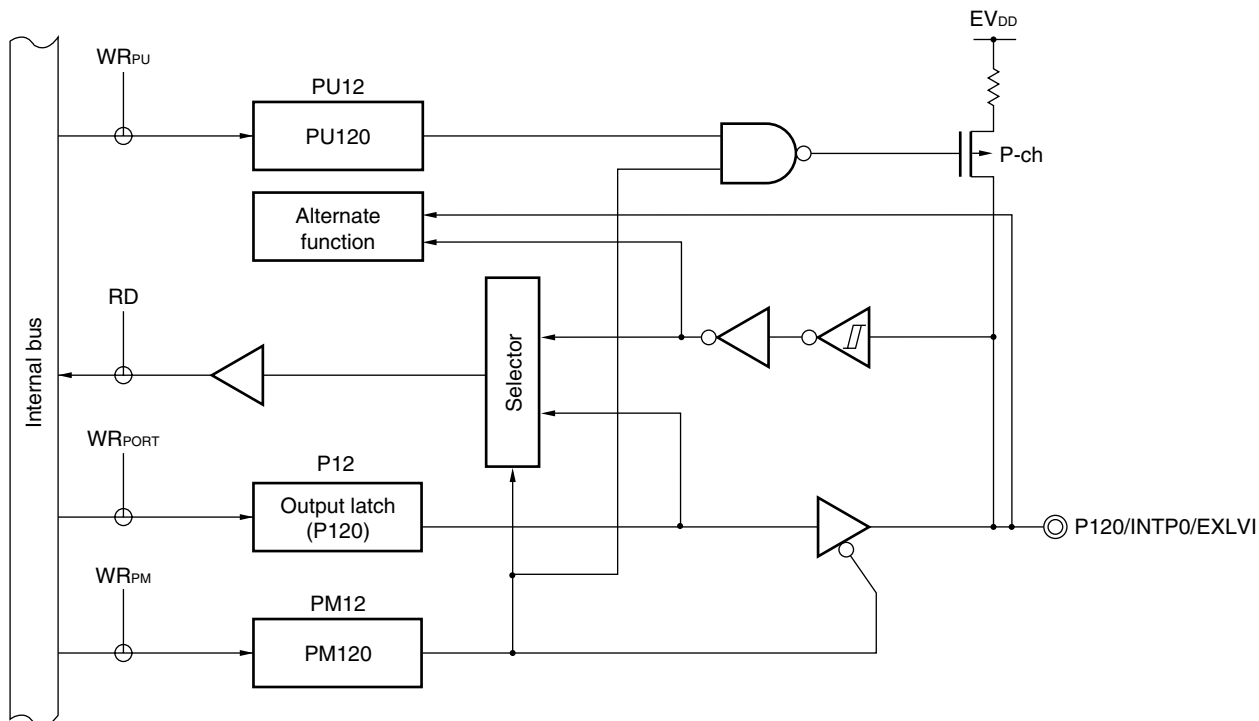 EVDD
WRPU
PU12
PU120
P-ch
Alternate
function
RD
Selector
Internal bus
WRPORT
P12
Output latch
(P120)
P120/INTP0/EXLVI
WRPM
PM12
PM120